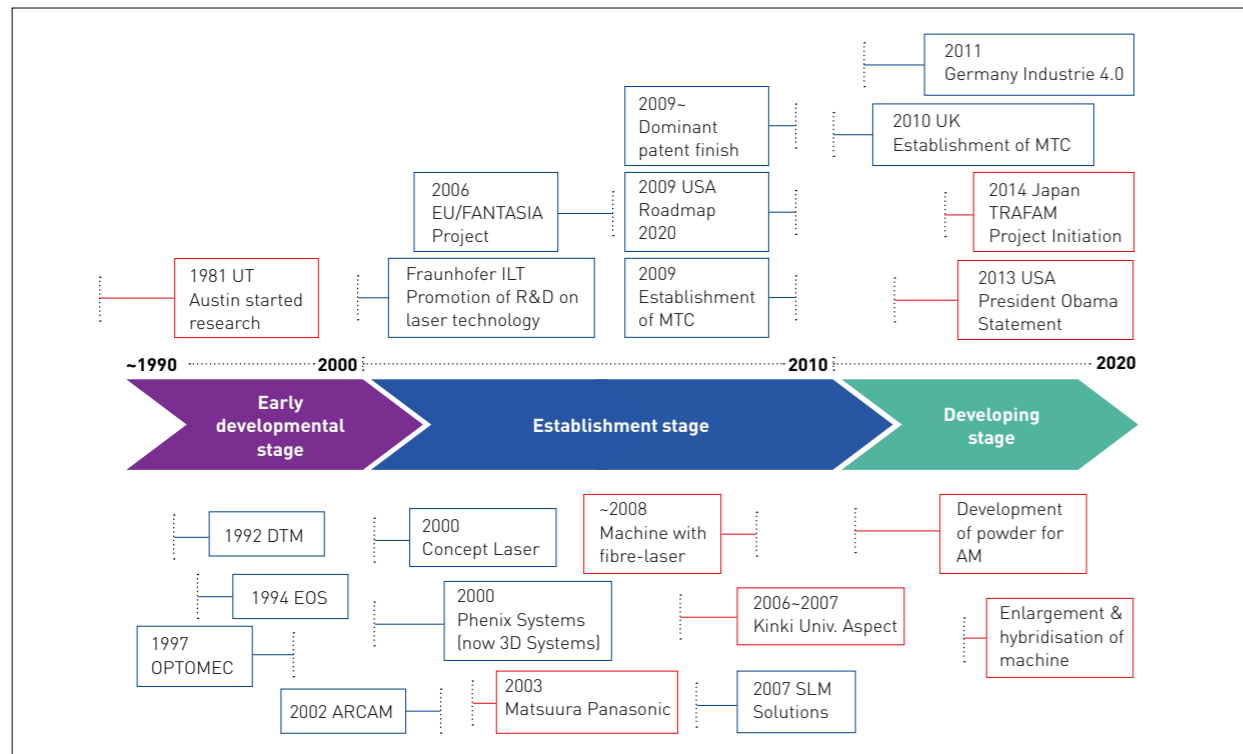 2011
Germany Industrie 4.0
2009~
Dominant
patent finish
2010 UK
Establishment of MTC
2006
EU/FANTASIA
Project
2009 USA
Roadmap
2020
2014 Japan
TRAFAM
Project Initiation
1981 UT
Austin started
research
Fraunhofer ILT
Promotion of R&D on
laser technology
2009
Establishment
of MTC
2013 USA
President Obama
Statement
~1990
2000
2010
2020
Early
developmental
stage
Establishment stage
Developing
stage
1992 DTM
2000
Concept Laser
~2008
Machine with
fibre-laser
Development
of powder for
AM
1994 EOS
2000
Phenix Systems
(now 3D Systems)
2006~2007
Kinki Univ. Aspect
Enlargement &
hybridisation of
machine
1997
OPTOMEC
2002 ARCAM
2003
Matsuura Panasonic
2007 SLM
Solutions